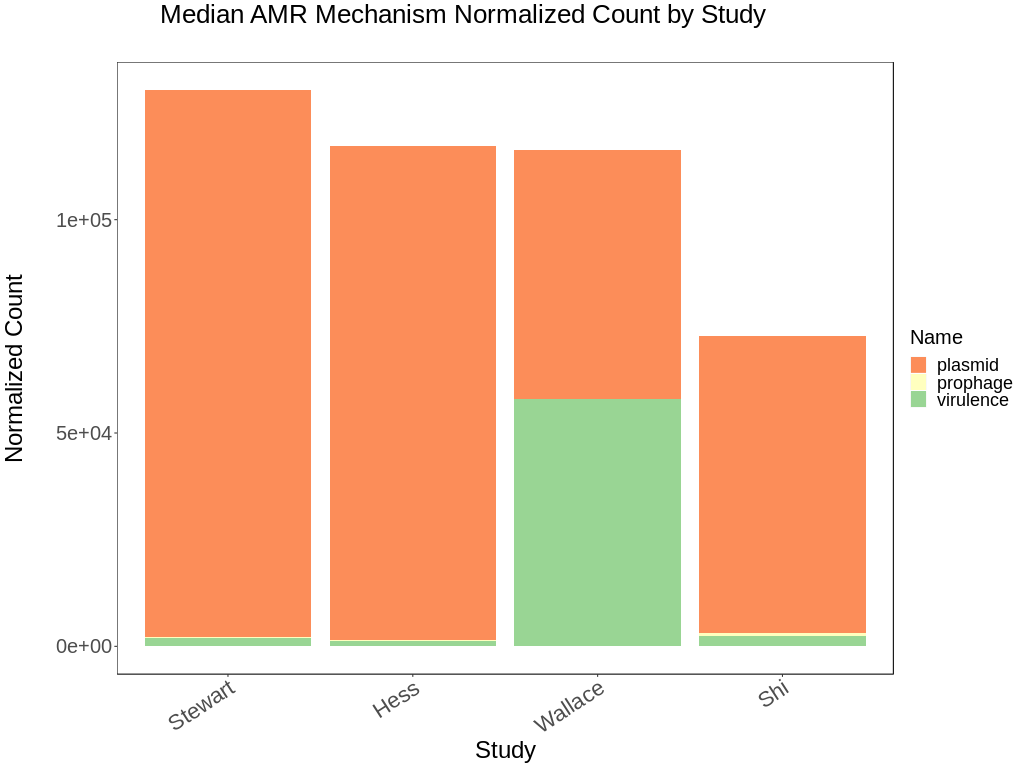 Median AMR Mechanism Normalized Count by Study
Normalized Count
1e+05
5e+04
0e+00
Stewart
Hess
Wallace
Shi
Study
Name
plasmid
prophage
virulence